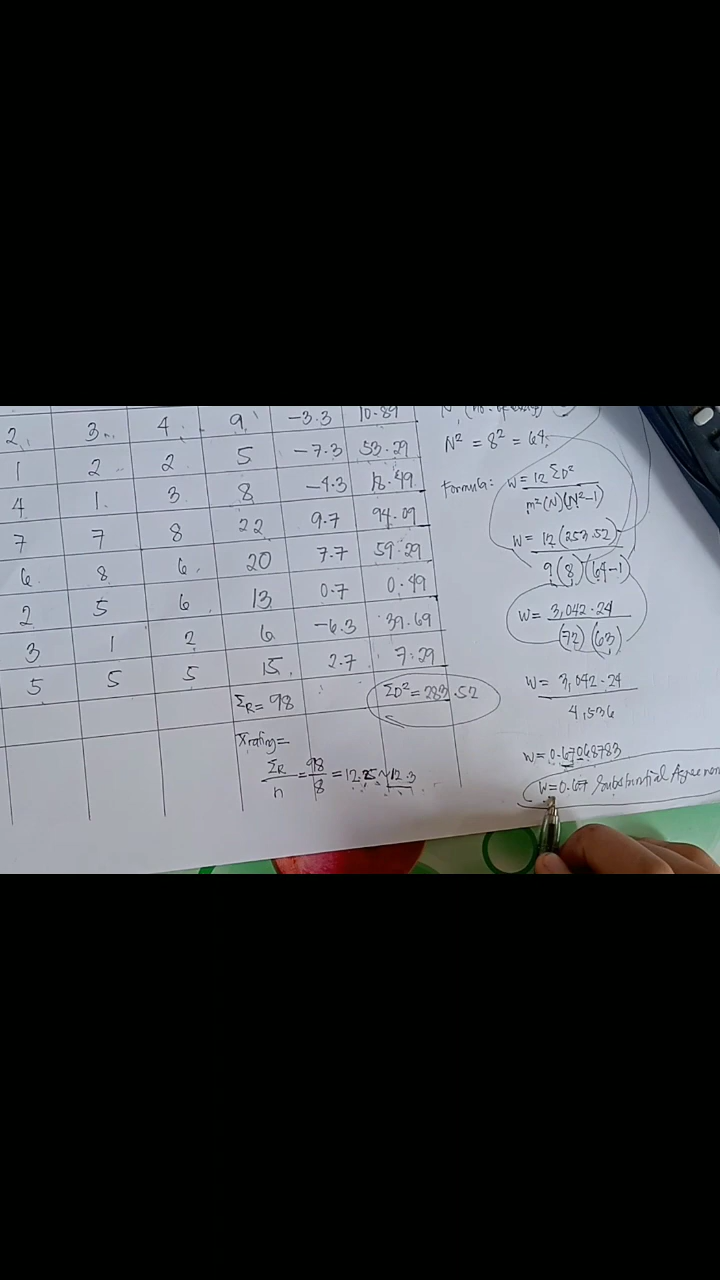 2 3 4 9 -3.3 10.89
1 2 2 5 -7.3 53.29
4 1 3 8 -4.3 18.49
7 7 8 22 9.7 94.09
6 8 6 20 7.7 59.29
2 5 6 13 0.7 0.49
3 1 2 6 -6.3 39.69
5 5 5 15 2.7 7.29
ΣR = 98 ΣD² = 283.52
X rating =
ΣR/n = 98/8 = 12.25 ~ 12.3
N² = 8² = 64
Formula: W = 12 ΣD²
m² (N) (N²-1)
W = 12 (253.52)
9 (8) (64-1)
W = 3,042.24
(72) (63)
W = 3,042.24
4,536
W = 0.67068783
W = 0.67 Substantial